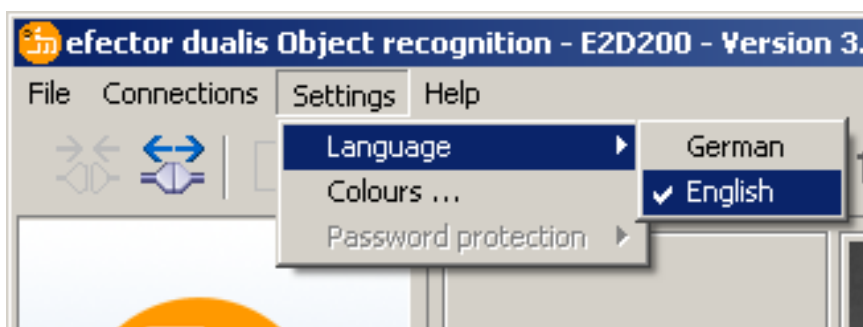 efector dualis Object recognition - E2D200 - Version 3.
File Connections Settings Help
Language
German
Colours ...
English
Password protection